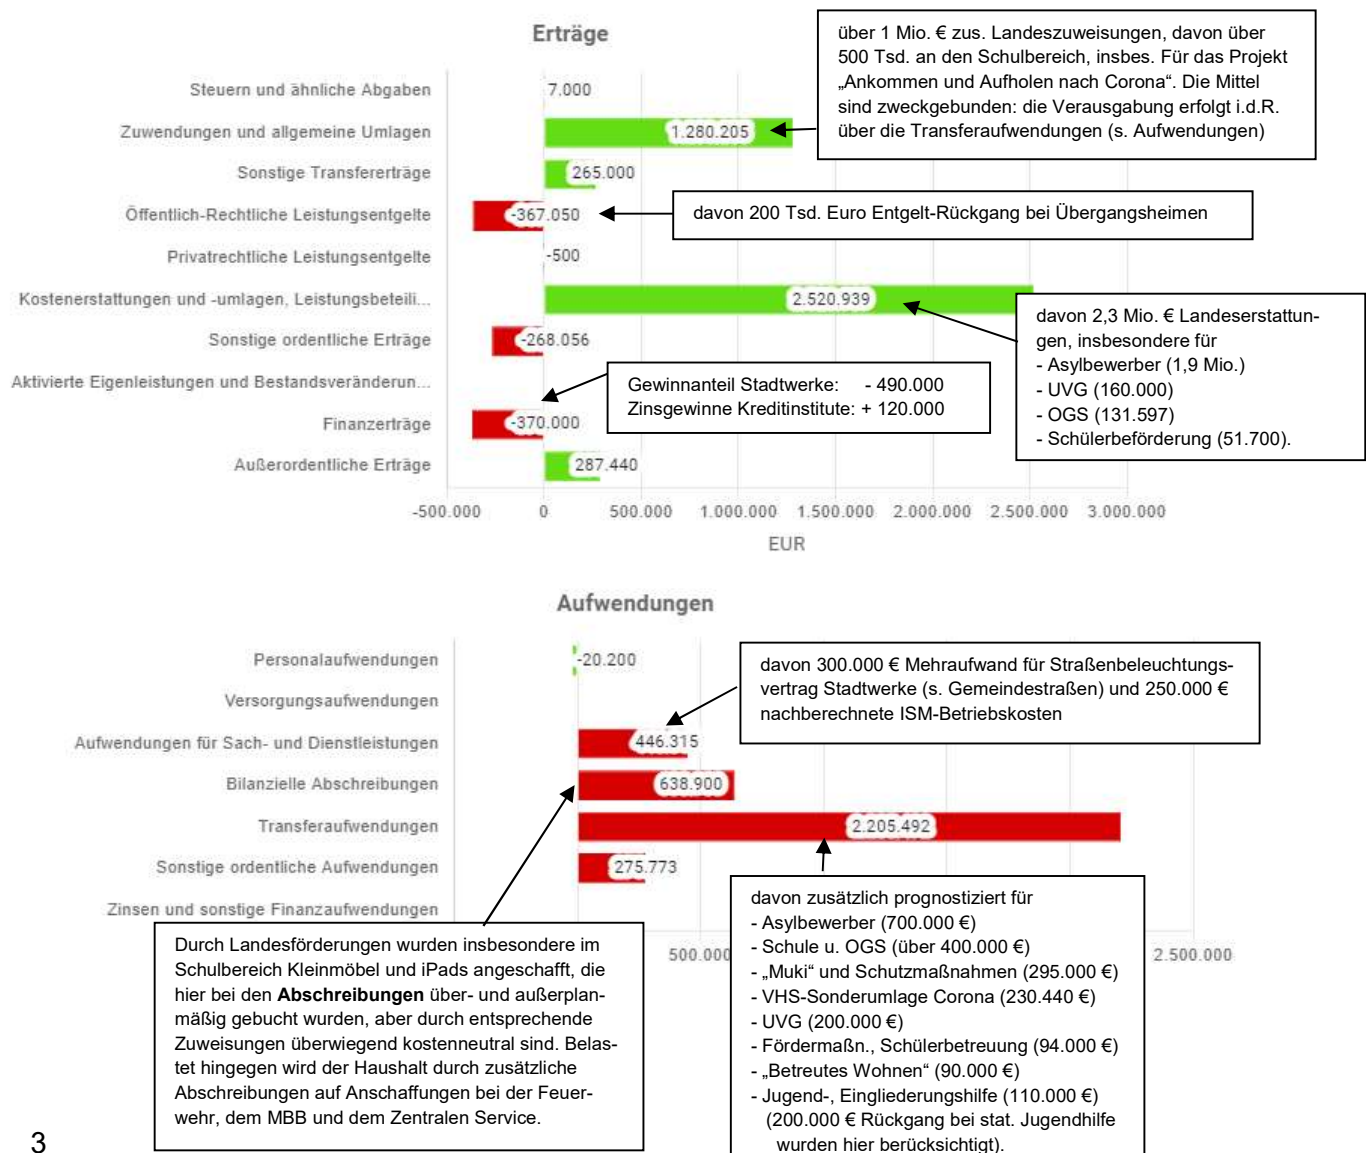 Erträge
über 1 Mio. € zus. Landeszuweisungen, davon über
500 Tsd. an den Schulbereich, insbes. Für das Projekt
„Ankommen und Aufholen nach Corona“. Die Mittel
sind zweckgebunden: die Verausgabung erfolgt i.d.R.
über die Transferaufwendungen (s. Aufwendungen)
Steuern und ähnliche Abgaben 7.000
Zuwendungen und allgemeine Umlagen 1.280.205
Sonstige Transfererträge 265.000
Öffentlich-Rechtliche Leistungsentgelte -367.050
davon 200 Tsd. Euro Entgelt-Rückgang bei Übergangsheimen
Privatrechtliche Leistungsentgelte -500
Kostenerstattungen und -umlagen, Leistungsbeteili... 2.520.939
davon 2,3 Mio. € Landeserstattun-
gen, insbesondere für
- Asylbewerber (1,9 Mio.)
- UVG (160.000)
- OGS (131.597)
- Schülerbeförderung (51.700).
Sonstige ordentliche Erträge -268.056
Aktivierte Eigenleistungen und Bestandsveränderun...
Gewinnanteil Stadtwerke: - 490.000
Zinsgewinne Kreditinstitute: + 120.000
Finanzerträge -370.000
Außerordentliche Erträge 287.440
-500.000 0 500.000 1.000.000 1.500.000 2.000.000 2.500.000 3.000.000
EUR
Aufwendungen
Personalaufwendungen -20.200
davon 300.000 € Mehraufwand für Straßenbeleuchtungs-
vertrag Stadtwerke (s. Gemeindestraßen) und 250.000 €
nachberechnete ISM-Betriebskosten
Versorgungsaufwendungen
Aufwendungen für Sach- und Dienstleistungen 446.315
Bilanzielle Abschreibungen 638.900
Transferaufwendungen 2.205.492
Sonstige ordentliche Aufwendungen 275.773
Zinsen und sonstige Finanzaufwendungen
500.000 2.500.000
Durch Landesförderungen wurden insbesondere im
Schulbereich Kleinmöbel und iPads angeschafft, die
hier bei den Abschreibungen über- und außerplan-
mäßig gebucht wurden, aber durch entsprechende
Zuweisungen überwiegend kostenneutral sind. Belas-
tet hingegen wird der Haushalt durch zusätzliche
Abschreibungen auf Anschaffungen bei der Feuer-
wehr, dem MBB und dem Zentralen Service.
davon zusätzlich prognostiziert für
- Asylbewerber (700.000 €)
- Schule u. OGS (über 400.000 €)
- „Muki“ und Schutzmaßnahmen (295.000 €)
- VHS-Sonderumlage Corona (230.440 €)
- UVG (200.000 €)
- Fördermaßn., Schülerbetreuung (94.000 €)
- „Betreutes Wohnen“ (90.000 €)
- Jugend-, Eingliederungshilfe (110.000 €)
(200.000 € Rückgang bei stat. Jugendhilfe
wurden hier berücksichtigt).
3